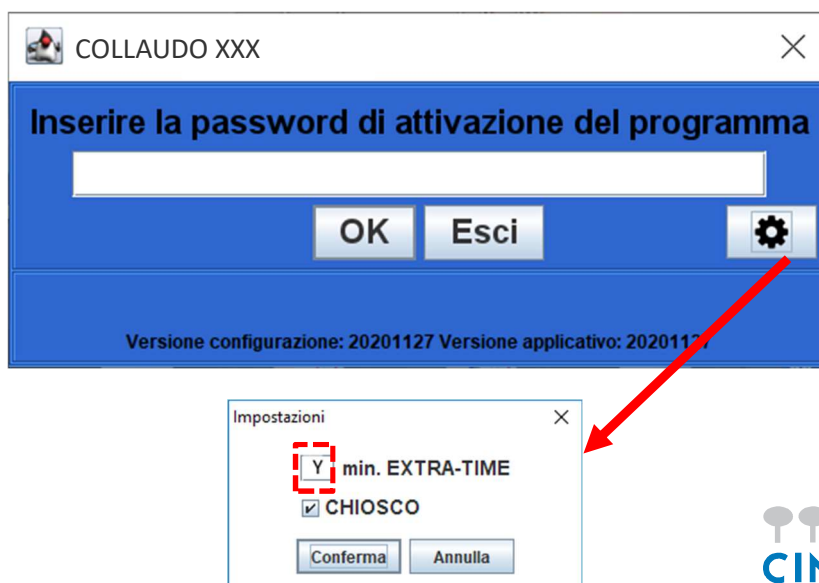 COLLAUDO XXX
Inserire la password di attivazione del programma
OK Esci
Versione configurazione: 20201127 Versione applicativo: 20201127
Impostazioni
Y min. EXTRA-TIME
CHIOSCO
Conferma Annulla